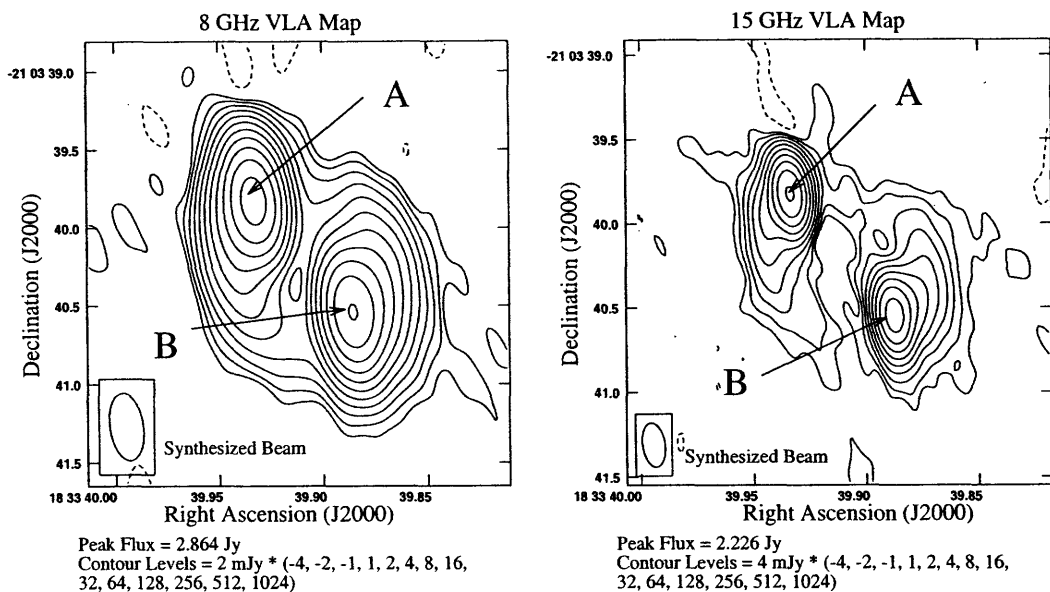 8 GHz VLA Map
Declination (J2000)
-21 03 39.0
39.5
40.0
40.5
41.0
41.5
A
B
Synthesized Beam
18 33 40.00
39.95
39.90
39.85
Right Ascension (J2000)
Peak Flux = 2.864 Jy
Contour Levels = 2 mJy * (-4, -2, -1, 1, 2, 4, 8, 16,
32, 64, 128, 256, 512, 1024)
15 GHz VLA Map
Declination (J2000)
-21 03 39.0
39.5
40.0
40.5
41.0
41.5
A
B
Synthesized Beam
18 33 40.00
39.95
39.90
39.85
Right Ascension (J2000)
Peak Flux = 2.226 Jy
Contour Levels = 4 mJy * (-4, -2, -1, 1, 2, 4, 8, 16,
32, 64, 128, 256, 512, 1024)